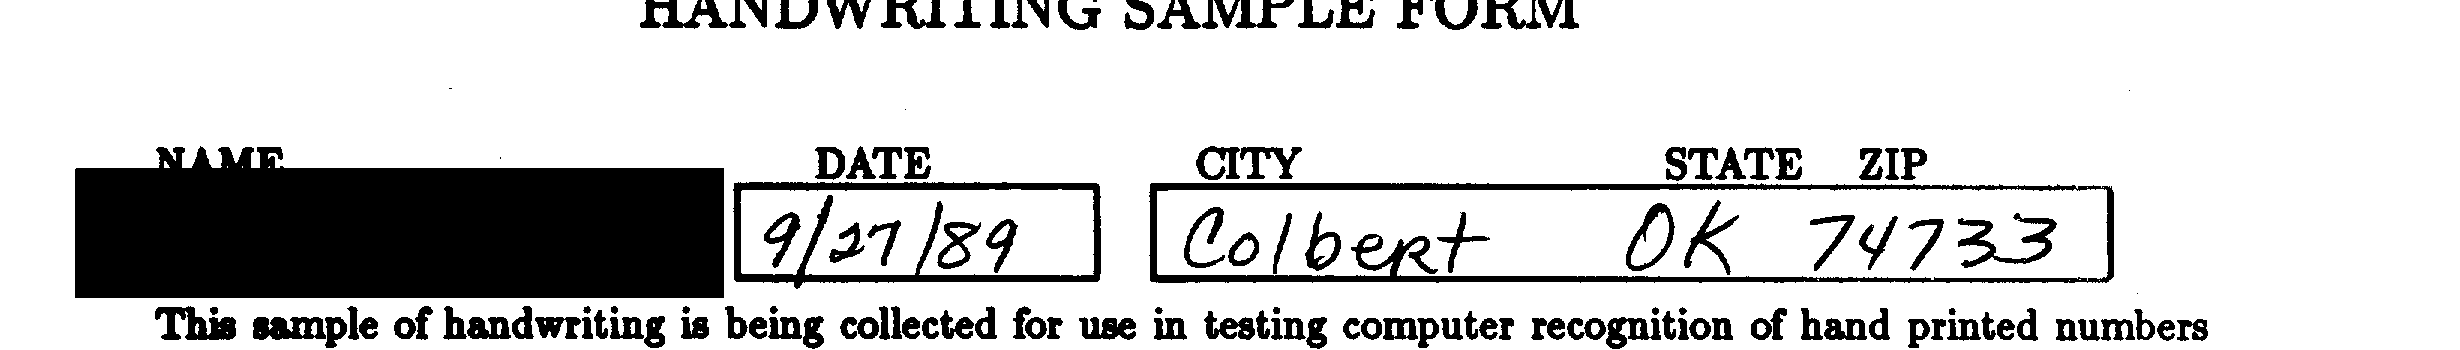 HANDWRITING SAMPLE FORM
NAME DATE CITY STATE ZIP
9/27/89 Colbert OK 74733
This sample of handwriting is being collected for use in testing computer recognition of hand printed numbers